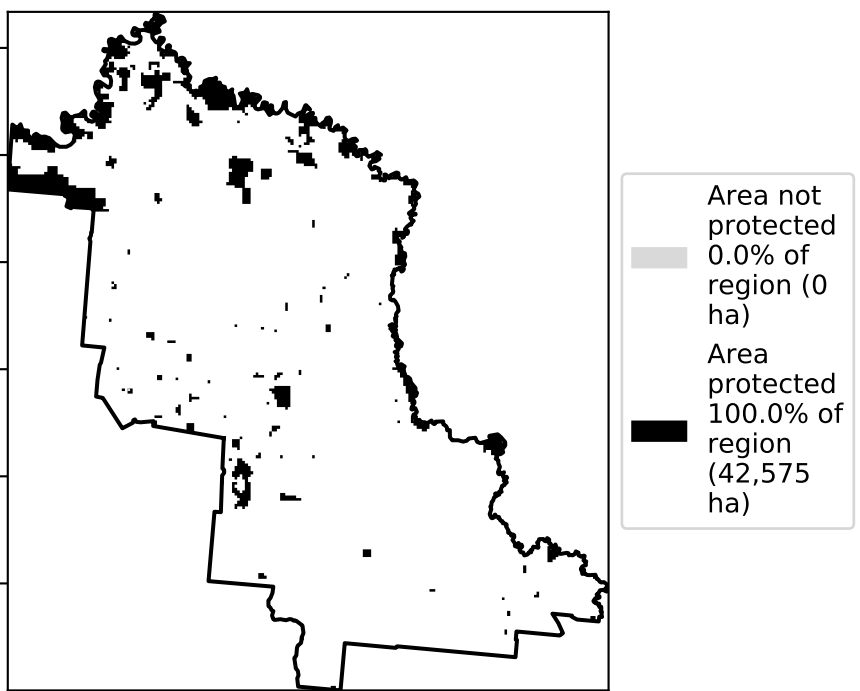 Area not
protected
0.0% of
region (0
ha)
Area
protected
100.0% of
region
(42,575
ha)